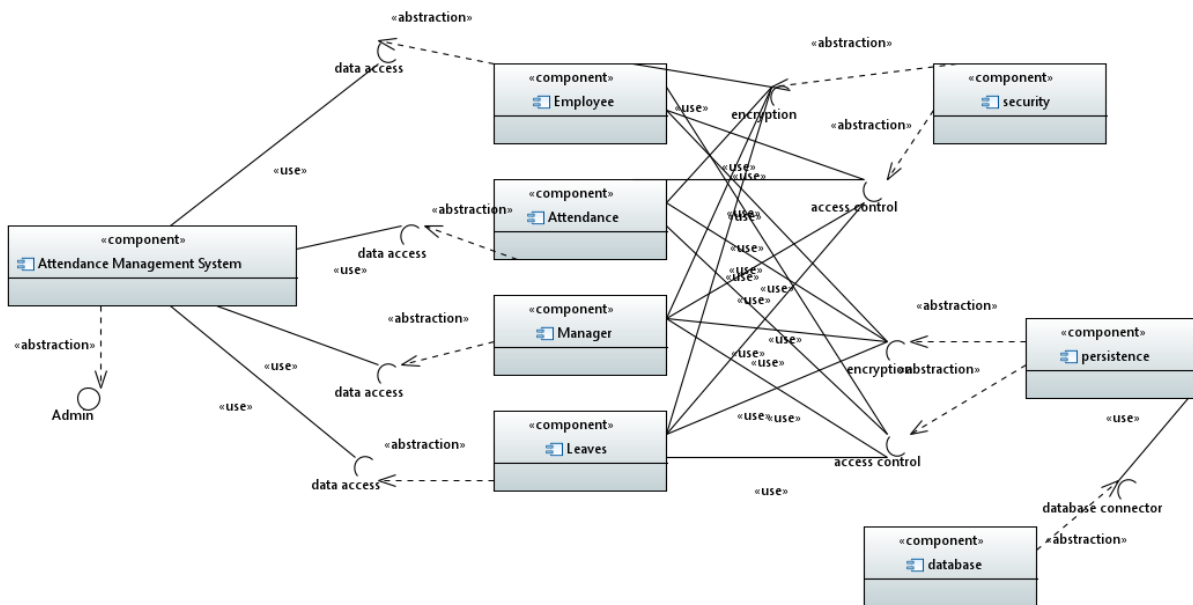 «abstraction»
data access
«use»
«component»
Employee
«abstraction»
encryption
«use»
«component»
security
«abstraction»
access control
«component»
Attendance
«use»
«use»
«abstraction»
data access
«use»
«component»
Attendance Management System
«abstraction»
Admin
«use»
«use»
«use»
«use»
«use»
«use»
«use»
«use»
«use»
«component»
Manager
«abstraction»
data access
«use»
«use»
«use»
«use»
«use»
«abstraction»
encryption
«abstraction»
«component»
persistence
«use»
«component»
Leaves
«abstraction»
data access
«use»
«use»
access control
«use»
database connector
«abstraction»
«component»
database